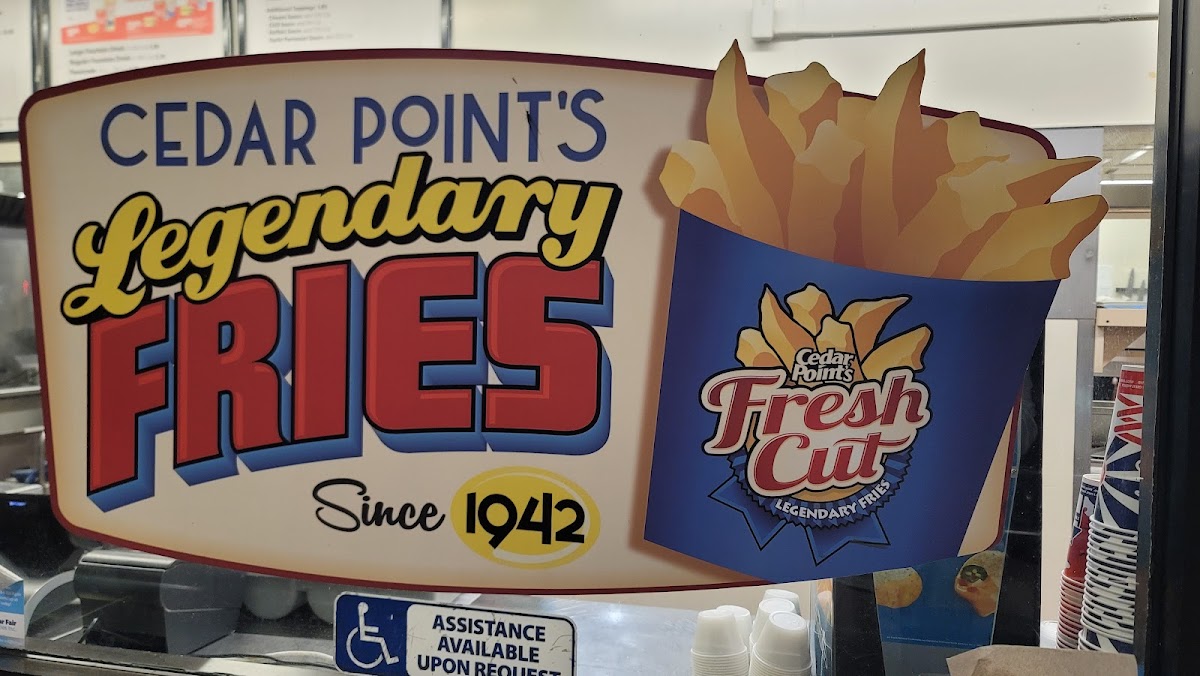 CEDAR POINT'S
Legendary
FRIES
Since 1942
Cedar
Point's
Fresh
Cut
LEGENDARY FRIES
ASSISTANCE
AVAILABLE
UPON REQUEST